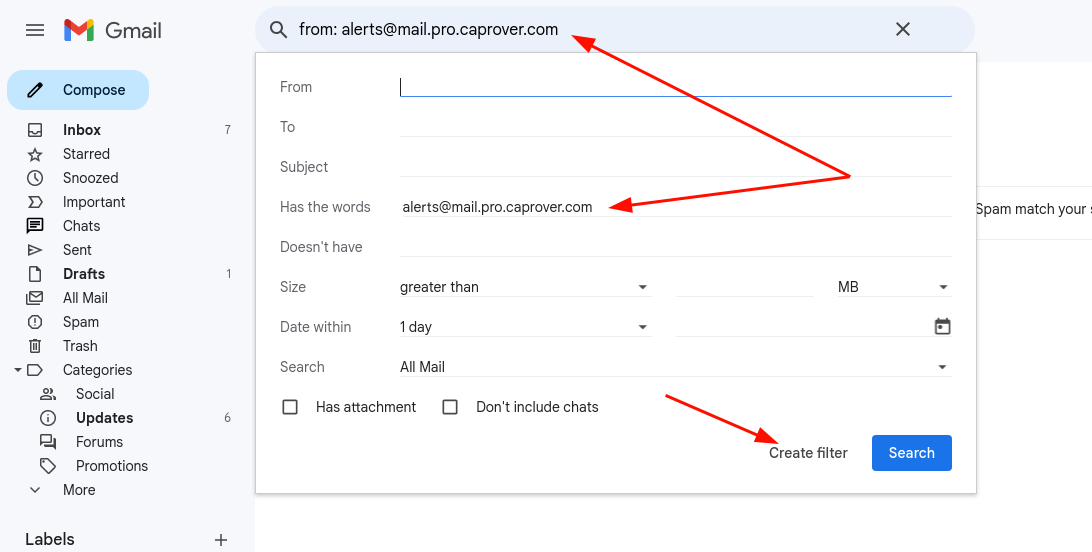 Gmail
from: alerts@mail.pro.caprover.com
Compose
Inbox 7
Starred
Snoozed
Important
Chats
Sent
Drafts 1
All Mail
Spam
Trash
Categories
Social
Updates 6
Forums
Promotions
More
Labels
From
To
Subject
Has the words alerts@mail.pro.caprover.com
Doesn't have
Size greater than MB
Date within 1 day
Search All Mail
Has attachment Don't include chats
Create filter Search
Spam match your